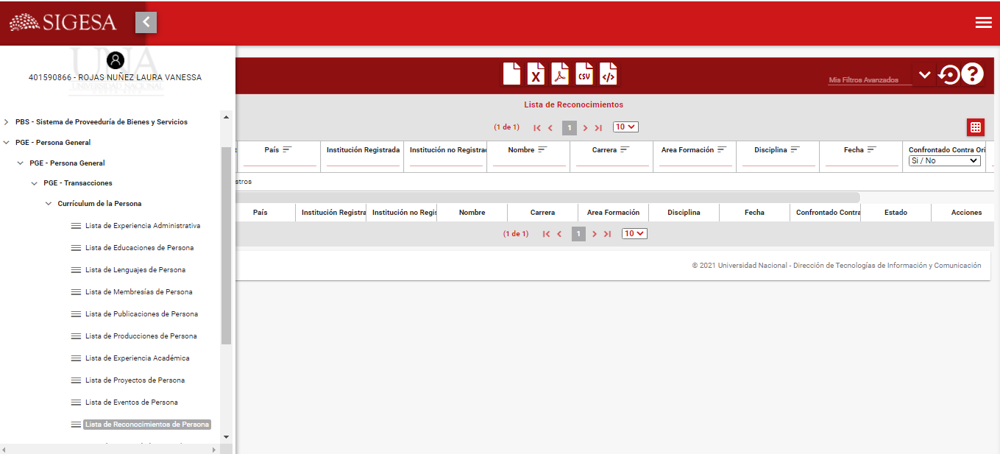 SIGESA
UNA
UNIVERSIDAD NACIONAL
COSTA RICA
401590866 - ROJAS NUÑEZ LAURA VANESSA
PBS - Sistema de Proveeduría de Bienes y Servicios
PGE - Persona General
PGE - Persona General
PGE - Transacciones
Currículum de la Persona
Lista de Experiencia Administrativa
Lista de Educaciones de Persona
Lista de Lenguajes de Persona
Lista de Membresías de Persona
Lista de Publicaciones de Persona
Lista de Producciones de Persona
Lista de Experiencia Académica
Lista de Proyectos de Persona
Lista de Eventos de Persona
Lista de Reconocimientos de Persona
X CSV </> Mis Filtros Avanzados ?
Lista de Reconocimientos
(1 de 1) 1 10
País Institución Registrada Institución no Registrad Nombre Carrera Area Formación Disciplina Fecha Confrontado Contra Ori
Si / No
stros
País Institución Registra Institución no Regis Nombre Carrera Area Formación Disciplina Fecha Confrontado Contra Estado Acciones
(1 de 1) 1 10
© 2021 Universidad Nacional - Dirección de Tecnologías de Información y Comunicación